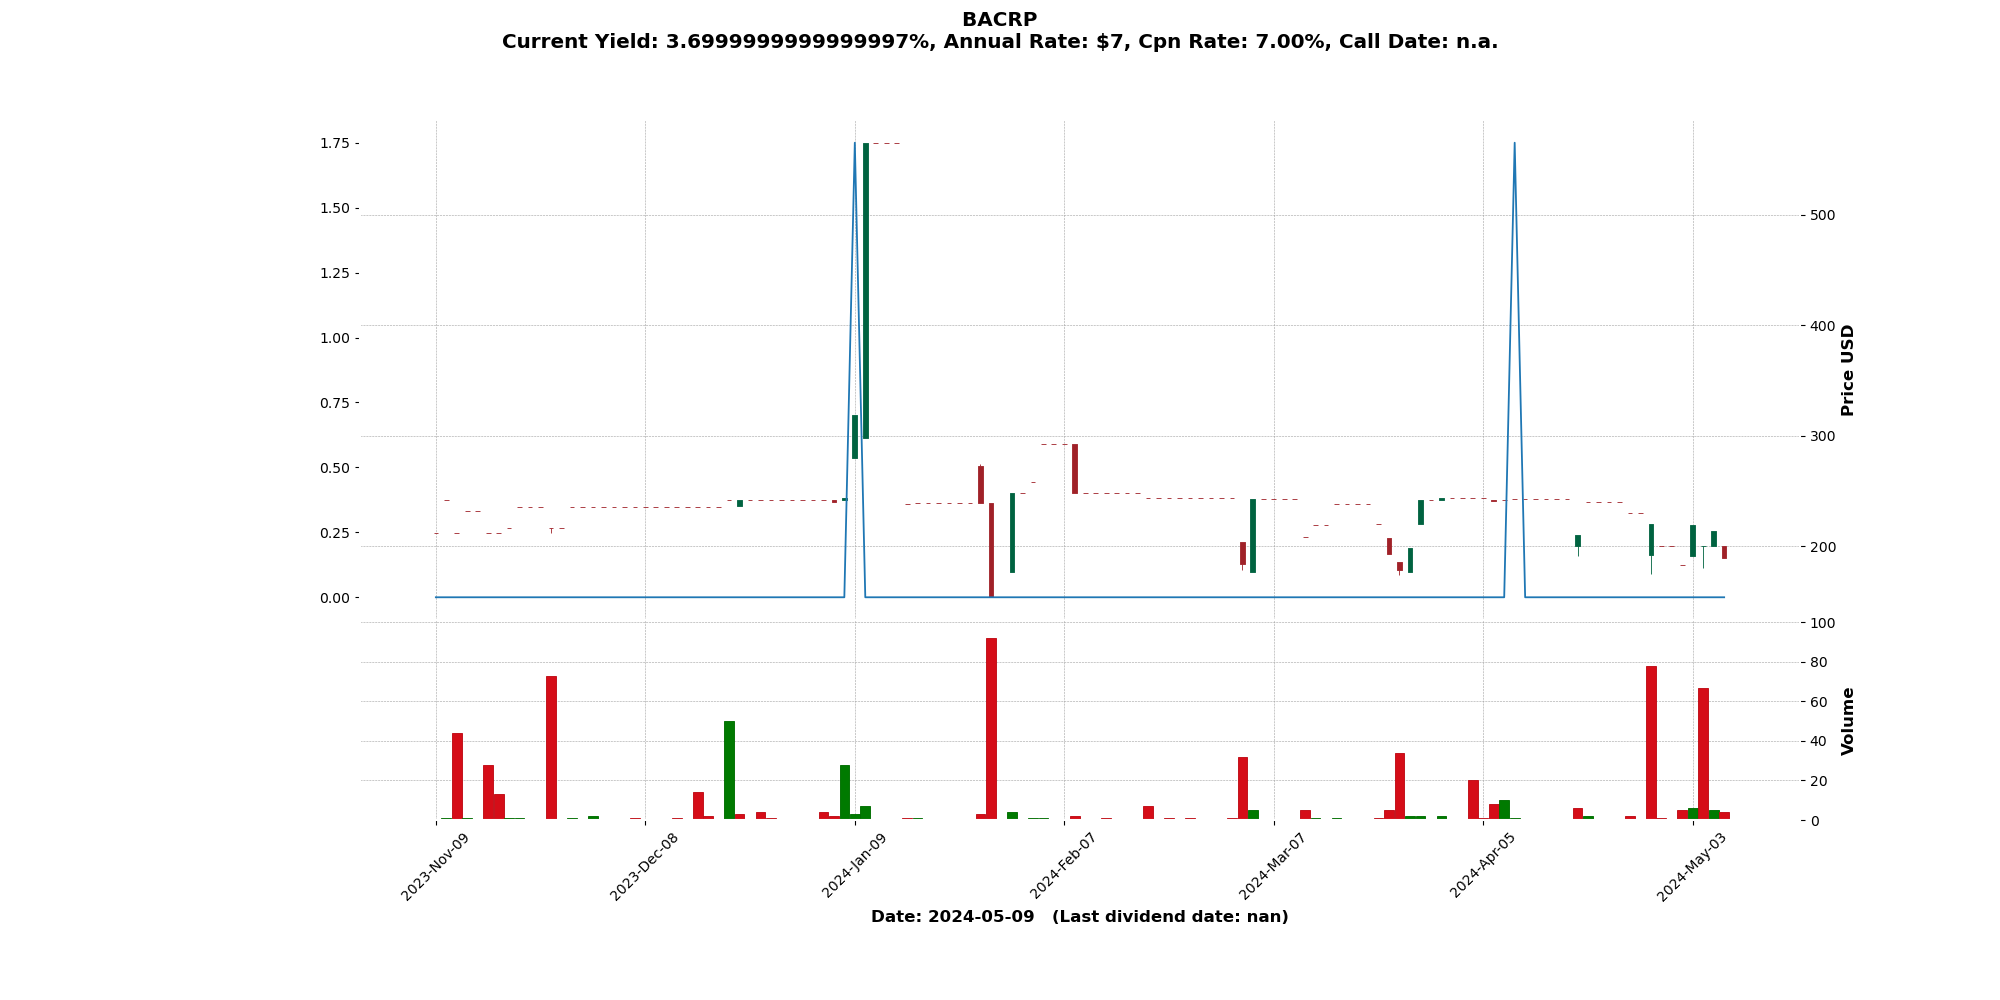 BACRP
Current Yield: 3.6999999999999997%, Annual Rate: $7, Cpn Rate: 7.00%, Call Date: n.a.
1.75
1.50
1.25
1.00
0.75
0.50
0.25
0.00
500
400
300
200
Price USD
100
80
60
40
20
0
Volume
2023-Nov-09
2023-Dec-08
2024-Jan-09
2024-Feb-07
2024-Mar-07
2024-Apr-05
2024-May-03
Date: 2024-05-09 (Last dividend date: nan)